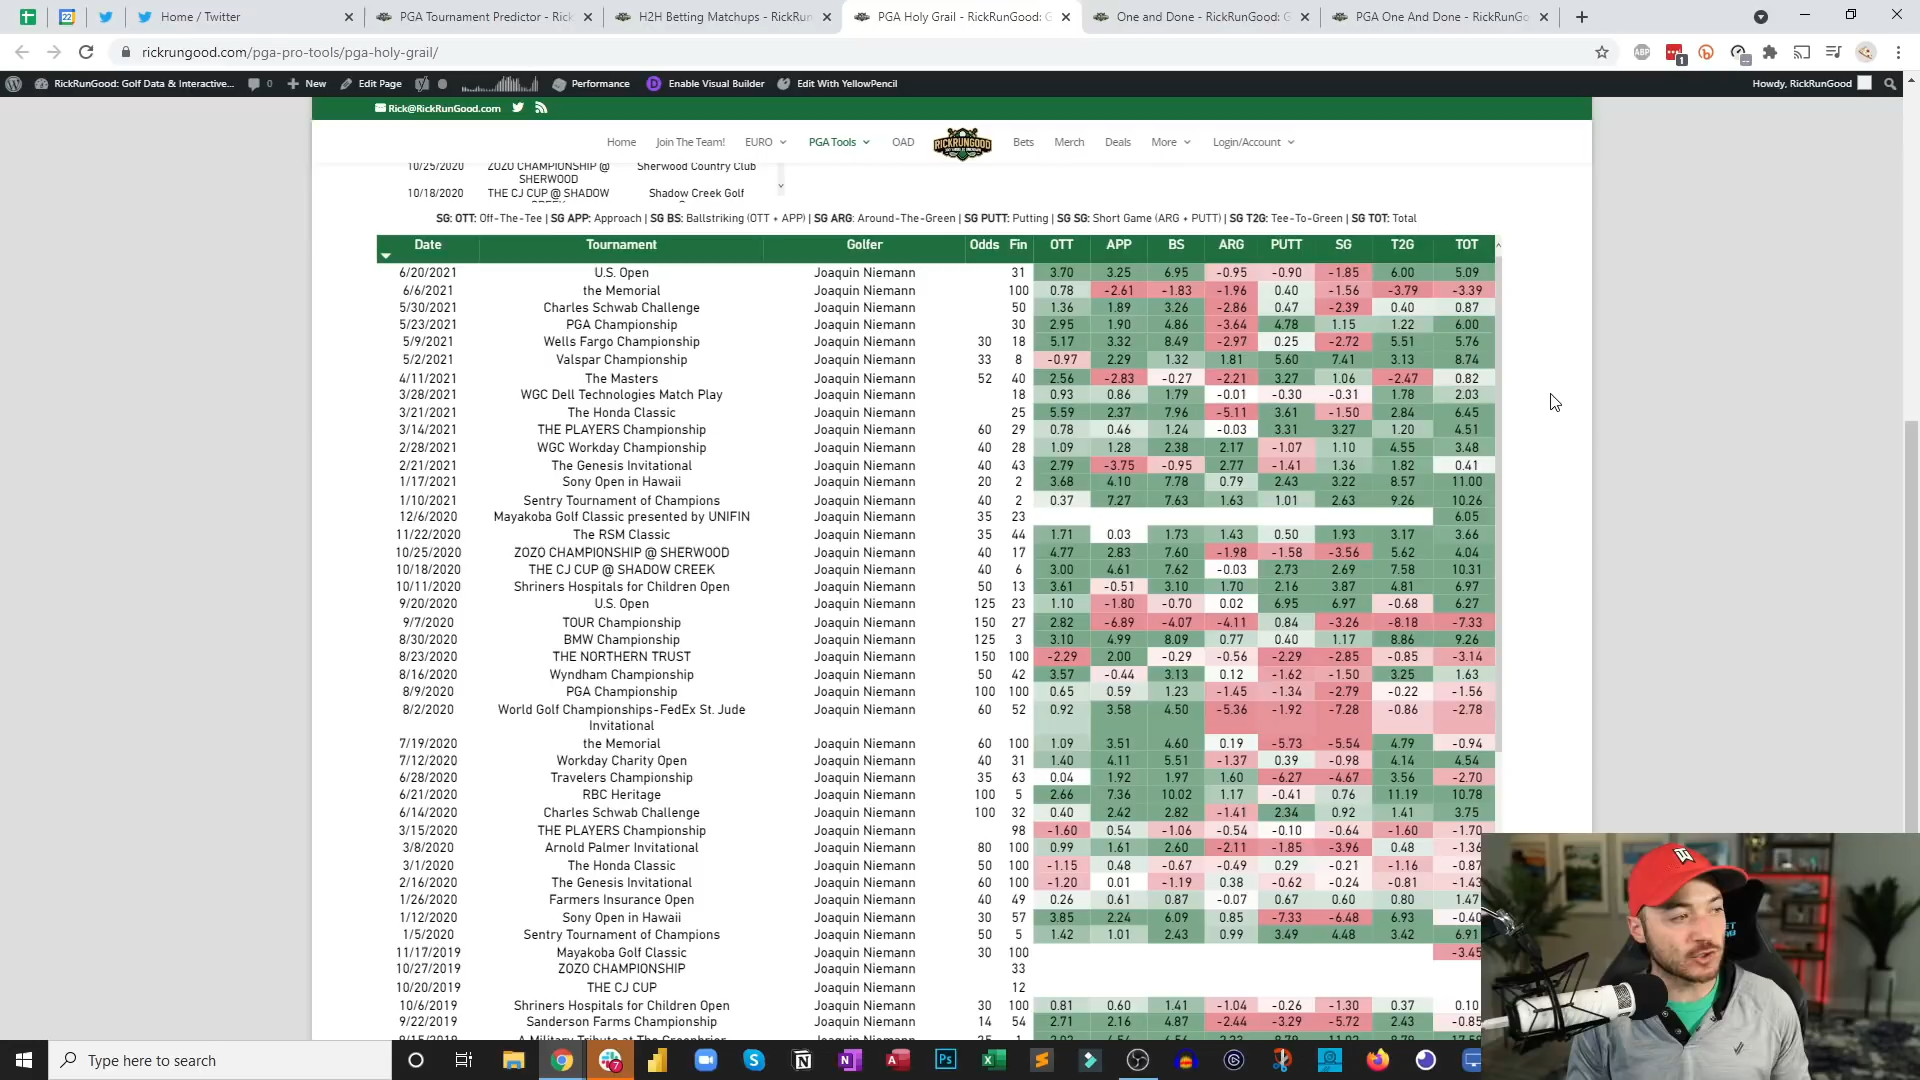 Home / Twitter
PGA Tournament Predictor - Rick
H2H Betting Matchups - RickRun
PGA Holy Grail - RickRunGood: G
One and Done - RickRunGood: G
PGA One And Done - RickRunGo
rickrungood.com/pga-pro-tools/pga-holy-grail/
RickRunGood: Golf Data & Interactive... 0 New Edit Page 0 Performance Enable Visual Builder Edit With YellowPencil Howdy, RickRunGood
Rick@RickRunGood.com
Home Join The Team! EURO PGA Tools OAD RICKRUNGOOD Bets Merch Deals More Login/Account
10/25/2020 ZOZO CHAMPIONSHIP @ Sherwood Country Club
SHERWOOD
10/18/2020 THE CJ CUP @ SHADOW Shadow Creek Golf
SG: OTT: Off-The-Tee | SG APP: Approach | SG BS: Ballstriking (OTT + APP) | SG ARG: Around-The-Green | SG PUTT: Putting | SG SG: Short Game (ARG + PUTT) | SG T2G: Tee-To-Green | SG TOT: Total
Date Tournament Golfer Odds Fin OTT APP BS ARG PUTT SG T2G TOT
6/20/2021 U.S. Open Joaquin Niemann 31 3.70 3.25 6.95 -0.95 -0.90 -1.85 6.00 5.09
6/6/2021 the Memorial Joaquin Niemann 100 0.78 -2.61 -1.83 -1.96 0.40 -1.56 -3.79 -3.39
5/30/2021 Charles Schwab Challenge Joaquin Niemann 50 1.36 1.89 3.26 -2.86 0.47 -2.39 0.40 0.87
5/23/2021 PGA Championship Joaquin Niemann 30 2.95 1.90 4.86 -3.64 4.78 1.15 1.22 6.00
5/9/2021 Wells Fargo Championship Joaquin Niemann 30 18 5.17 3.32 8.49 -2.97 0.25 -2.72 5.51 5.76
5/2/2021 Valspar Championship Joaquin Niemann 33 8 -0.97 2.29 1.32 1.81 5.60 7.41 3.13 8.74
4/11/2021 The Masters Joaquin Niemann 52 40 2.56 -2.83 -0.27 -2.21 3.27 1.06 -2.47 0.82
3/28/2021 WGC Dell Technologies Match Play Joaquin Niemann 18 0.93 0.86 1.79 -0.01 -0.30 -0.31 1.78 2.03
3/21/2021 The Honda Classic Joaquin Niemann 25 5.59 2.37 7.96 -5.11 3.61 -1.50 2.84 6.45
3/14/2021 THE PLAYERS Championship Joaquin Niemann 60 29 0.78 0.46 1.24 -0.03 3.31 3.27 1.20 4.51
2/28/2021 WGC Workday Championship Joaquin Niemann 40 28 1.09 1.28 2.38 2.17 -1.07 1.10 4.55 3.48
2/21/2021 The Genesis Invitational Joaquin Niemann 40 43 2.79 -3.75 -0.95 2.77 -1.41 1.36 1.82 0.41
1/17/2021 Sony Open in Hawaii Joaquin Niemann 20 2 3.68 4.10 7.78 0.79 2.43 3.22 8.57 11.00
1/10/2021 Sentry Tournament of Champions Joaquin Niemann 40 2 0.37 7.27 7.63 1.63 1.01 2.63 9.26 10.26
12/6/2020 Mayakoba Golf Classic presented by UNIFIN Joaquin Niemann 35 23 6.05
11/22/2020 The RSM Classic Joaquin Niemann 35 44 1.71 0.03 1.73 1.43 0.50 1.93 3.17 3.66
10/25/2020 ZOZO CHAMPIONSHIP @ SHERWOOD Joaquin Niemann 40 17 4.77 2.83 7.60 -1.98 -1.58 -3.56 5.62 4.04
10/18/2020 THE CJ CUP @ SHADOW CREEK Joaquin Niemann 40 6 3.00 4.61 7.62 -0.03 2.73 2.69 7.58 10.31
10/11/2020 Shriners Hospitals for Children Open Joaquin Niemann 50 13 3.61 -0.51 3.10 1.70 2.16 3.87 4.81 6.97
9/20/2020 U.S. Open Joaquin Niemann 125 23 1.10 -1.80 -0.70 0.02 6.95 6.97 -0.68 6.27
9/7/2020 TOUR Championship Joaquin Niemann 150 27 2.82 -6.89 -4.07 -4.11 0.84 -3.26 -8.18 -7.33
8/30/2020 BMW Championship Joaquin Niemann 125 3 3.10 4.99 8.09 0.77 0.40 1.17 8.86 9.26
8/23/2020 THE NORTHERN TRUST Joaquin Niemann 150 100 -2.29 2.00 -0.29 -0.56 -2.29 -2.85 -0.85 -3.14
8/16/2020 Wyndham Championship Joaquin Niemann 50 42 3.57 -0.44 3.13 0.12 -1.62 -1.50 3.25 1.63
8/9/2020 PGA Championship Joaquin Niemann 100 100 0.65 0.59 1.23 -1.45 -1.34 -2.79 -0.22 -1.56
8/2/2020 World Golf Championships-FedEx St. Jude Joaquin Niemann 60 52 0.92 3.58 4.50 -5.36 -1.92 -7.28 -0.86 -2.78
Invitational
7/19/2020 the Memorial Joaquin Niemann 60 100 1.09 3.51 4.60 0.19 -5.73 -5.54 4.79 -0.94
7/12/2020 Workday Charity Open Joaquin Niemann 40 31 1.40 4.11 5.51 -1.37 0.39 -0.98 4.14 4.54
6/28/2020 Travelers Championship Joaquin Niemann 35 63 0.04 1.92 1.97 1.60 -6.27 -4.67 3.56 -2.70
6/21/2020 RBC Heritage Joaquin Niemann 100 5 2.66 7.36 10.02 1.17 -0.41 0.76 11.19 10.78
6/14/2020 Charles Schwab Challenge Joaquin Niemann 100 32 0.40 2.42 2.82 -1.41 2.34 0.92 1.41 3.75
3/15/2020 THE PLAYERS Championship Joaquin Niemann 98 -1.60 0.54 -1.06 -0.54 -0.10 -0.64 -1.60 -1.70
3/8/2020 Arnold Palmer Invitational Joaquin Niemann 80 100 0.99 1.61 2.60 -2.11 -1.85 -3.96 0.48 -1.36
3/1/2020 The Honda Classic Joaquin Niemann 50 100 -1.15 0.48 -0.67 -0.49 0.29 -0.21 -1.16 -0.87
2/16/2020 The Genesis Invitational Joaquin Niemann 60 100 -1.20 0.01 -1.19 0.38 -0.62 -0.24 -0.81 -1.43
1/26/2020 Farmers Insurance Open Joaquin Niemann 40 49 0.26 0.61 0.87 -0.07 0.67 0.60 0.80 1.47
1/12/2020 Sony Open in Hawaii Joaquin Niemann 30 57 3.85 2.24 6.09 0.85 -7.33 -6.48 6.93 -0.40
1/5/2020 Sentry Tournament of Champions Joaquin Niemann 50 5 1.42 1.01 2.43 0.99 3.49 4.48 3.42 6.91
11/17/2019 Mayakoba Golf Classic Joaquin Niemann 30 100 -3.45
10/27/2019 ZOZO CHAMPIONSHIP Joaquin Niemann 33
10/20/2019 THE CJ CUP Joaquin Niemann 12
10/6/2019 Shriners Hospitals for Children Open Joaquin Niemann 30 100 0.81 0.60 1.41 -1.04 -0.26 -1.30 0.37 0.10
9/22/2019 Sanderson Farms Championship Joaquin Niemann 14 54 2.71 2.16 4.87 -2.44 -3.29 -5.72 2.43 -0.85
Type here to search